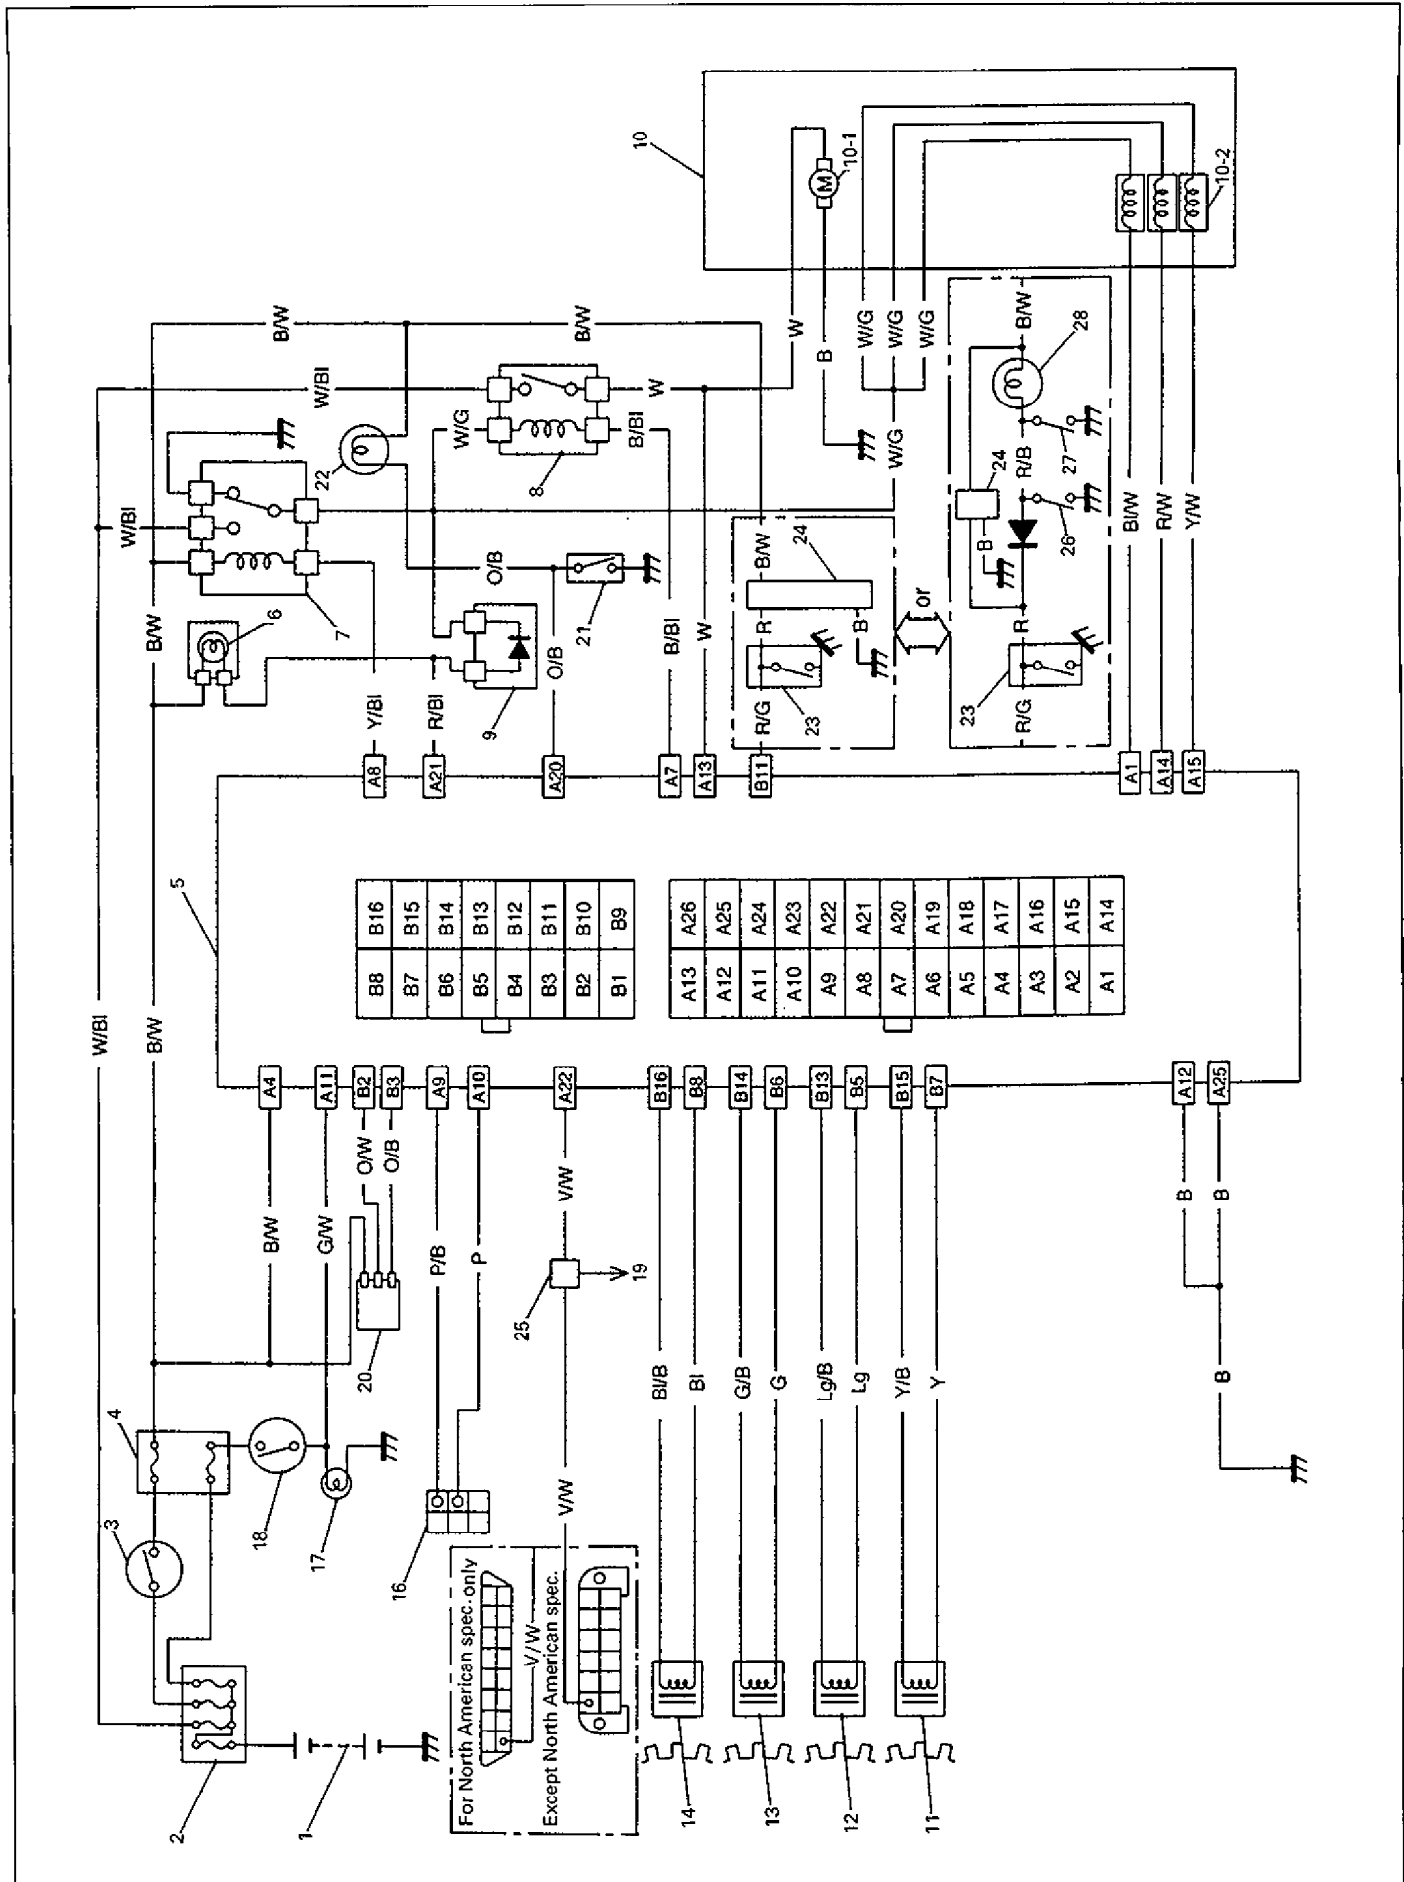 10
10-1
10-2
B/W
B/W
W/Bl
W
B
W/G
W/G
W/G
W/G
B/W
28
W/Bl
22
W/G
8
W
B/Bl
M
24
R/B
27
26
B
Bl/W
R/W
Y/W
B/W
6
7
O/B
21
B/W
24
R
B
or
R
Y/Bl
R/Bl
9
O/B
B/Bl
W
R/G
23
R/G
23
A8
A21
A20
A7
A13
B11
A1
A14
A15
5
B16
B15
B14
B13
B12
B11
B10
B9
B8
B7
B6
B5
B4
B3
B2
B1
A26
A25
A24
A23
A22
A21
A20
A19
A18
A17
A16
A15
A14
A13
A12
A11
A10
A9
A8
A7
A6
A5
A4
A3
A2
A1
W/Bl
B/W
A4
A11
B2
B3
A9
A10
A22
B16
B8
B14
B6
B13
B5
B15
B7
A12
A25
B/W
G/W
O/W
O/B
P/B
P
V/W
B
B
25
19
20
Bl/B
Bl
G/B
G
Lg/B
Lg
Y/B
Y
B
4
3
18
17
16
V/W
For North American spec. only
V/W
Except North American spec.
2
1
14
13
12
11